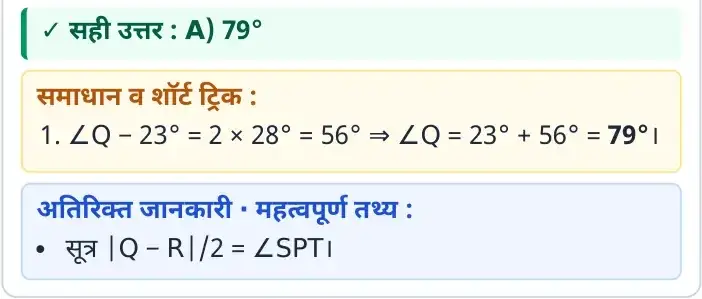 ✓ सही उत्तर : A) 79°
समाधान व शॉर्ट ट्रिक :
1. ∠Q − 23° = 2 × 28° = 56° ⇒ ∠Q = 23° + 56° = 79°।
अतिरिक्त जानकारी · महत्वपूर्ण तथ्य :
• सूत्र |Q − R|/2 = ∠SPT।